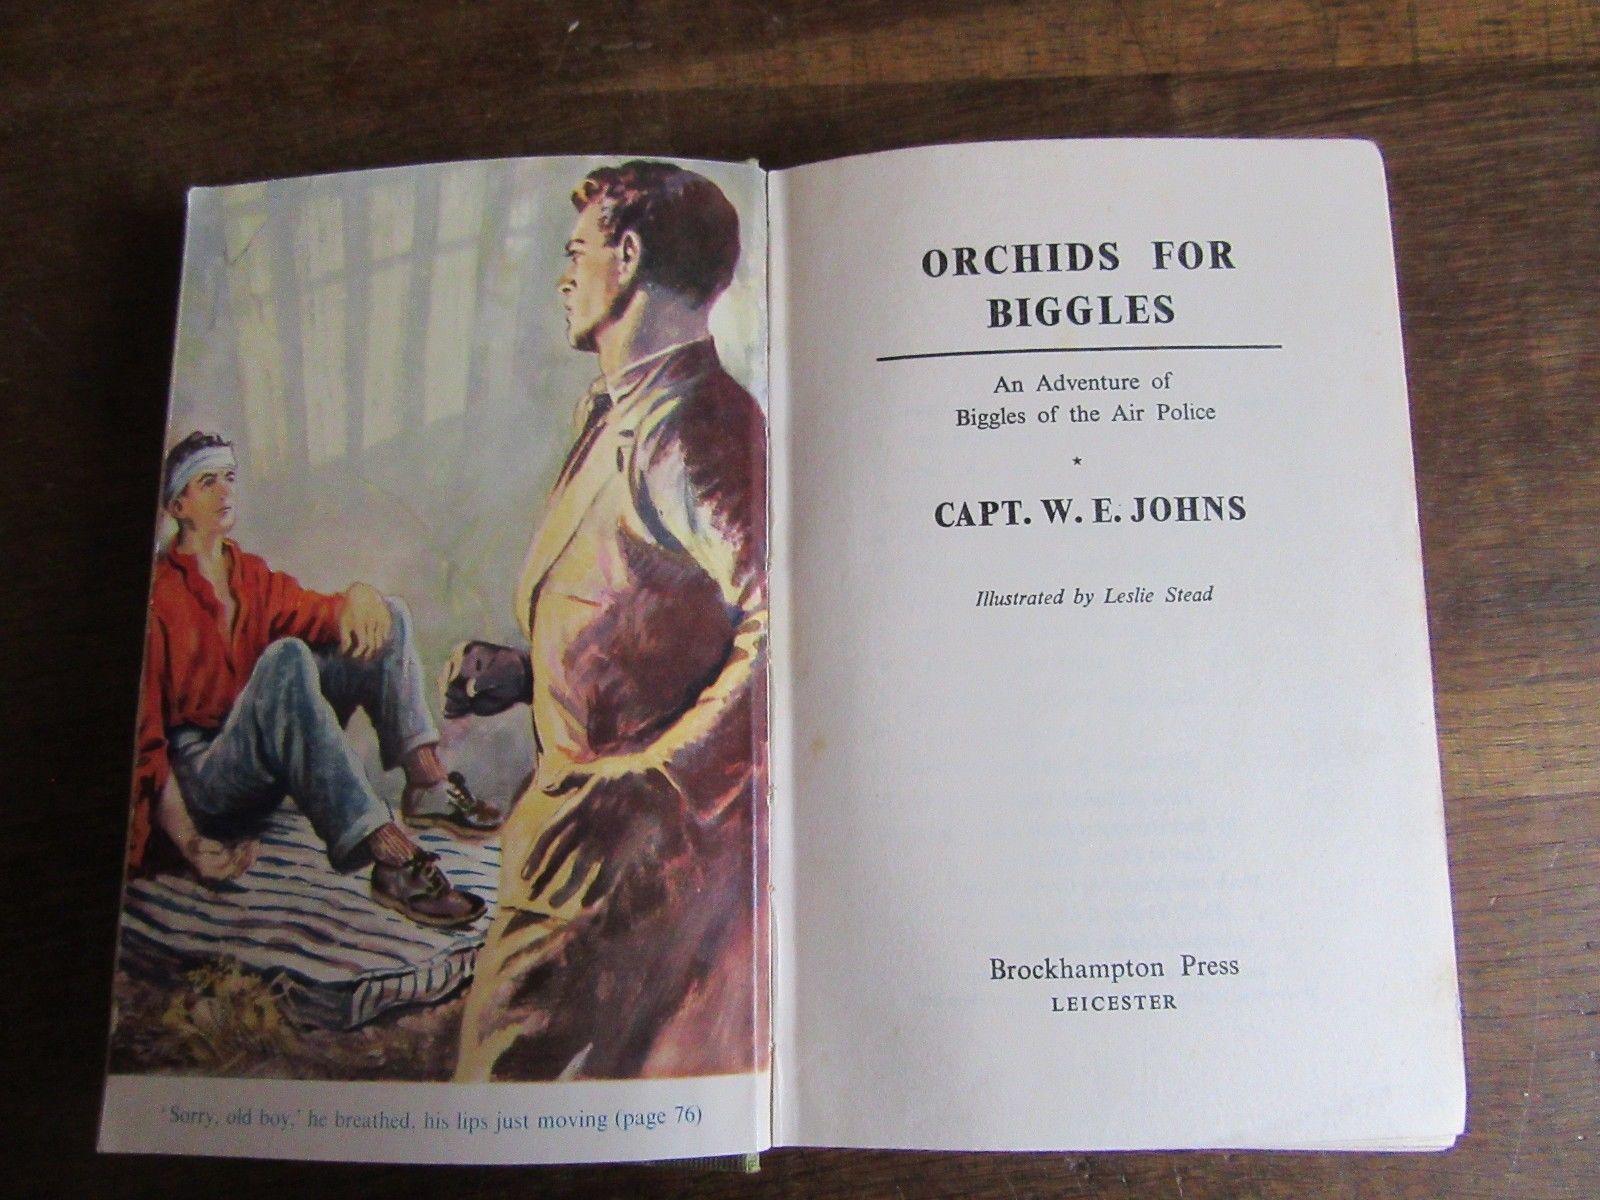 'Sorry, old boy,' he breathed, his lips just moving (page 76)
ORCHIDS FOR
BIGGLES
An Adventure of
Biggles of the Air Police
★
CAPT. W. E. JOHNS
Illustrated by Leslie Stead
Brockhampton Press
LEICESTER